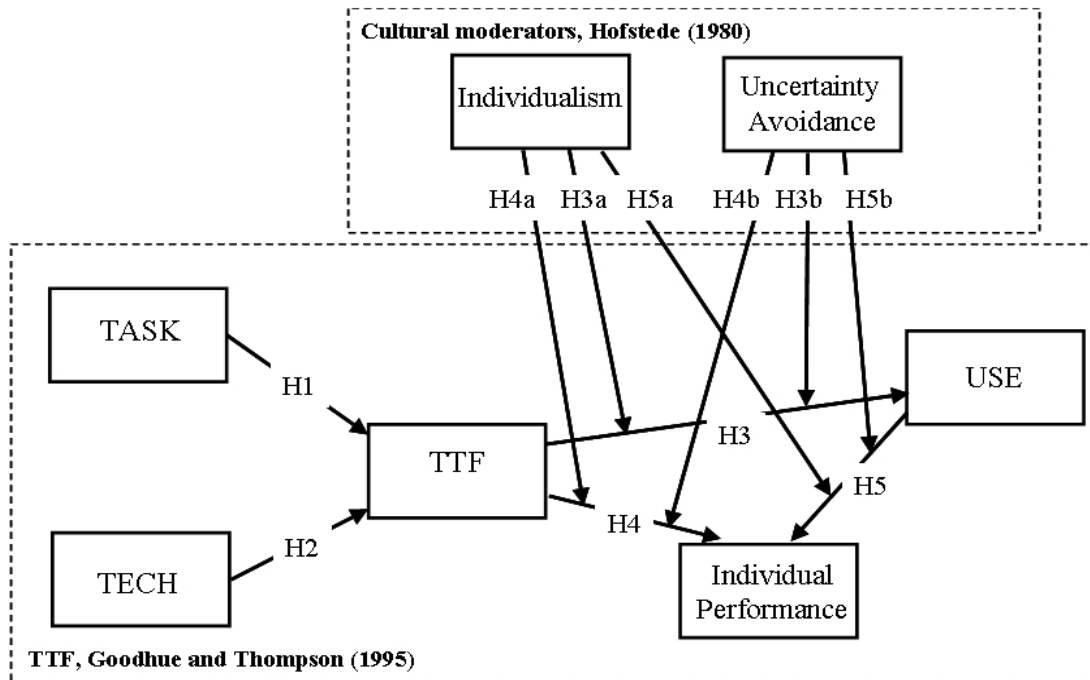 Cultural moderators, Hofstede (1980)
Individualism
Uncertainty
Avoidance
H4a
H3a
H5a
H4b
H3b
H5b
TASK
USE
H1
TTF
H3
H5
H4
H2
TECH
Individual
Performance
TTF, Goodhue and Thompson (1995)